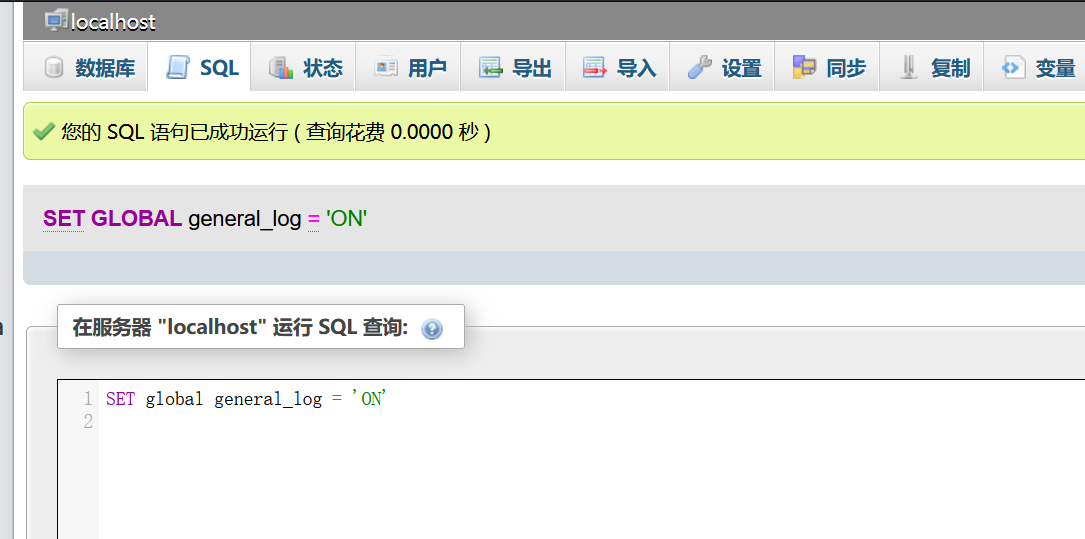 localhost
数据库 SQL 状态 用户 导出 导入 设置 同步 复制 变量
您的 SQL 语句已成功运行 ( 查询花费 0.0000 秒 )
SET GLOBAL general_log = 'ON'
在服务器 "localhost" 运行 SQL 查询:
1 SET global general_log = 'ON'
2